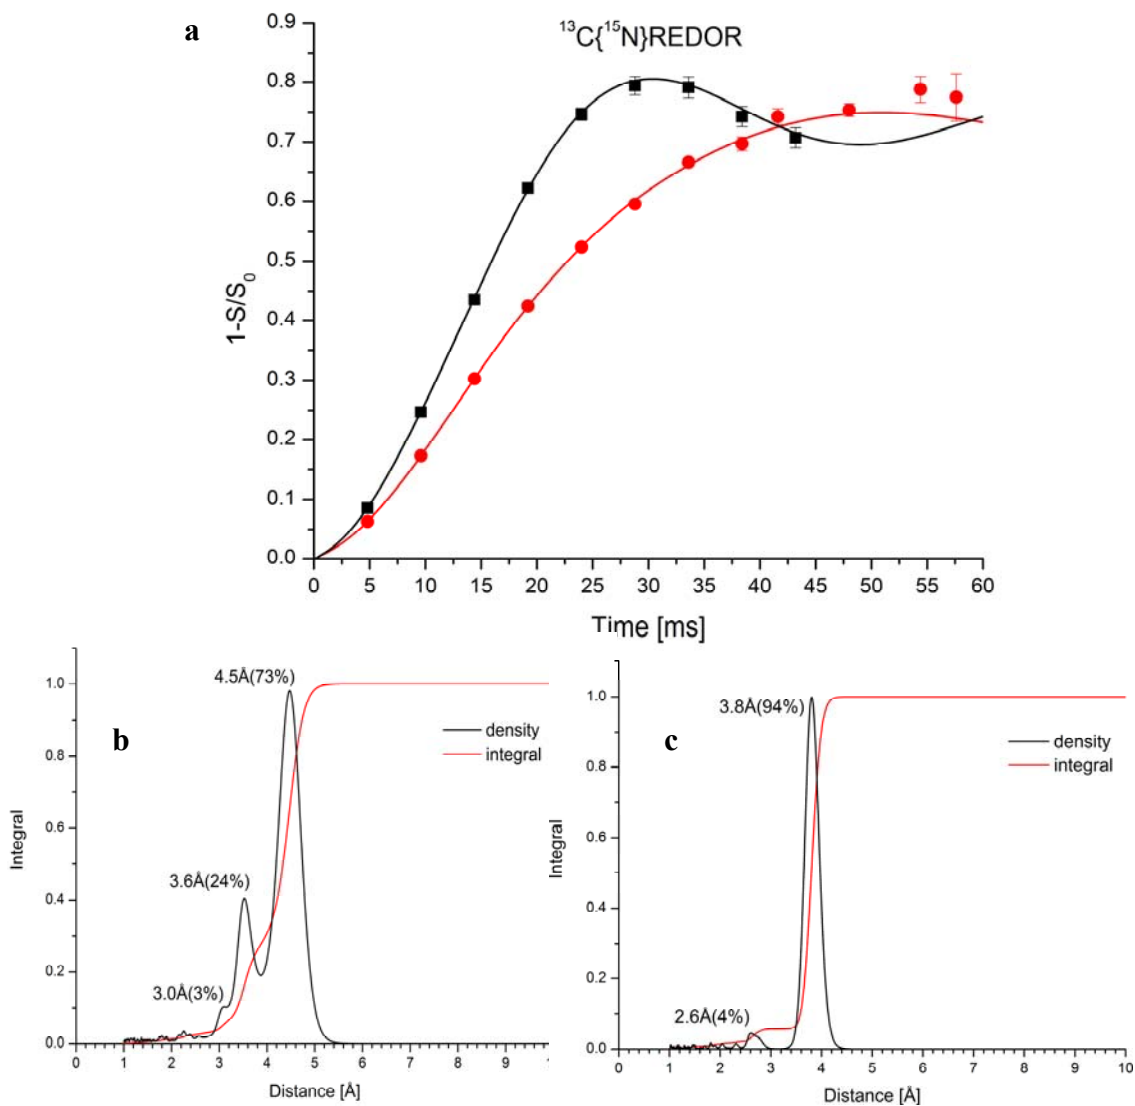 a
¹³C{¹⁵N}REDOR
0.9
0.8
0.7
0.6
0.5
0.4
0.3
0.2
0.1
0.0
1-S/S₀
0 5 10 15 20 25 30 35 40 45 50 55 60
Time [ms]
b
4.5Å(73%)
3.6Å(24%)
3.0Å(3%)
density
integral
1.0
0.8
0.6
0.4
0.2
0.0
Integral
0 1 2 3 4 5 6 7 8 9
Distance [Å]
c
3.8Å(94%)
2.6Å(4%)
density
integral
1.0
0.8
0.6
0.4
0.2
0.0
Integral
0 1 2 3 4 5 6 7 8 9 10
Distance [Å]